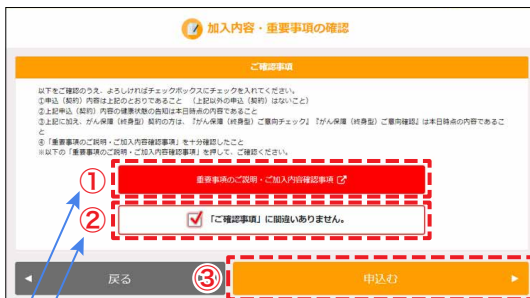 加入内容・重要事項の確認
ご確認事項
以下をご確認のうえ、よろしければチェックボックスにチェックを入れてください。
①申込（契約）内容は上記のとおりであること （上記以外の申込（契約）はないこと）
②上記申込（契約）内容の健康状態の告知は本日時点の内容であること
③上記に加え、がん保障（終身型）契約の方は、『がん保障（終身型）ご意向チェック』『がん保障（終身型）ご意向確認』は本日時点の内容であるこ
と
④「重要事項のご説明・ご加入内容確認事項」を十分確認したこと
※以下の「重要事項のご説明・ご加入内容確認事項」を押して、ご確認ください。
① 重要事項のご説明・ご加入内容確認事項
② 「ご確認事項」に間違いありません。
戻る ③ 申込む